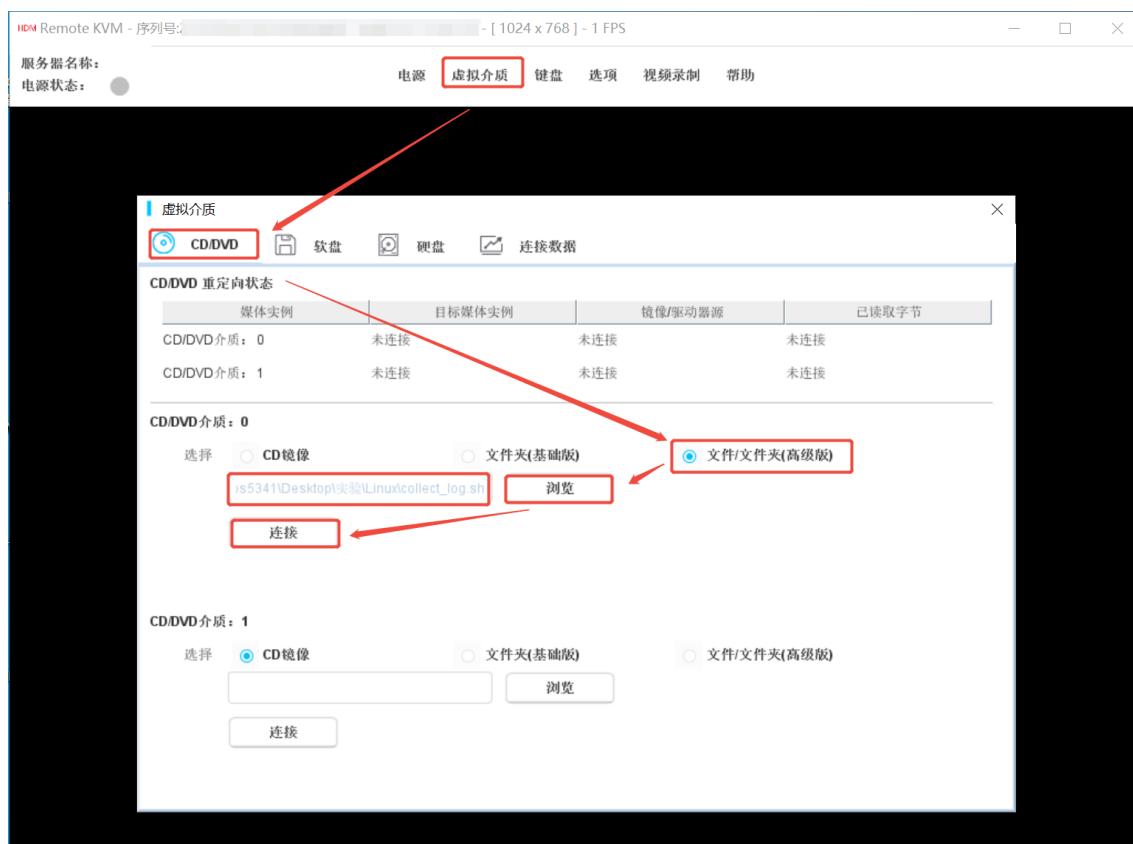 HDM Remote KVM - 序列号:         - [ 1024 x 768 ] - 1 FPS
服务器名称:
电源状态:
电源 虚拟介质 键盘 选项 视频录制 帮助
虚拟介质
CD/DVD 软盘 硬盘 连接数据
CD/DVD 重定向状态
媒体实例 目标媒体实例 镜像/驱动器源 已读取字节
CD/DVD介质: 0 未连接 未连接 未连接
CD/DVD介质: 1 未连接 未连接 未连接
CD/DVD介质: 0
选择 CD镜像 文件夹(基础版) 文件/文件夹(高级版)
s5341\Desktop\实验\Linux\collect_log.sh 浏览
连接
CD/DVD介质: 1
选择 CD镜像 文件夹(基础版) 文件/文件夹(高级版)
浏览
连接